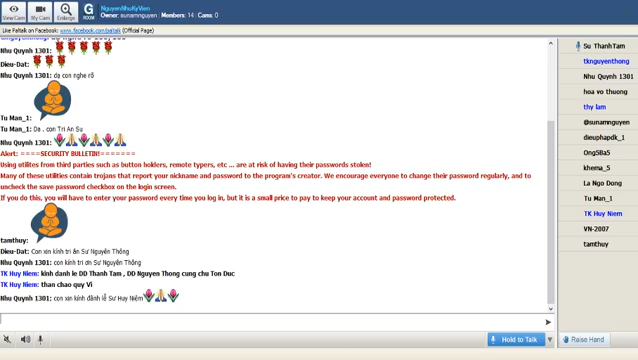 View Cam
My Cam
Enlarge
G
ROOM
NguyenNhuKyVien
Owner: sunamnguyen Members: 14 Cams: 0
Like Paltalk on www.facebook.com/paltalk (Official Page)
Nhu Quynh 1301:
Dieu-Dat:
Nhu Quynh 1301: dạ con nghe rõ
Tu Man_1:
Tu Man_1: Da . con Tri An Su
Nhu Quynh 1301:
Alert: ====SECURITY BULLETIN!=======
Using utilites from third parties such as button holders, remote typers, etc ... are at risk of having their passwords stolen!
Many of these utilities contain trojans that report your nickname and password to the program's creator. We encourage everyone to change their password regularly, and to
uncheck the save password checkbox on the login screen.
If you do this, you will have to enter your password every time you log in, but it is a small price to pay to keep your account and password protected.
tamthuy:
Dieu-Dat: Con xin kính tri ân Sư Nguyên Thông
Nhu Quynh 1301: con kính tri ơn Sư Nguyên Thông
TK Huy Niem: kinh danh le DD Thanh Tam , DD Nguyen Thong cung chu Ton Duc
TK Huy Niem: than chao quy Vi
Nhu Quynh 1301: con xin kính đãnh lễ Sư Huy Niệm
Hold to Talk
Raise Hand
Su ThanhTam
tknguyenthong
Nhu Quynh 1301
hoa vo thuong
thy lam
@sunamnguyen
dieuphapdk_1
OngSBa5
khema_5
La Ngo Dong
Tu Man_1
TK Huy Niem
VN-2007
tamthuy